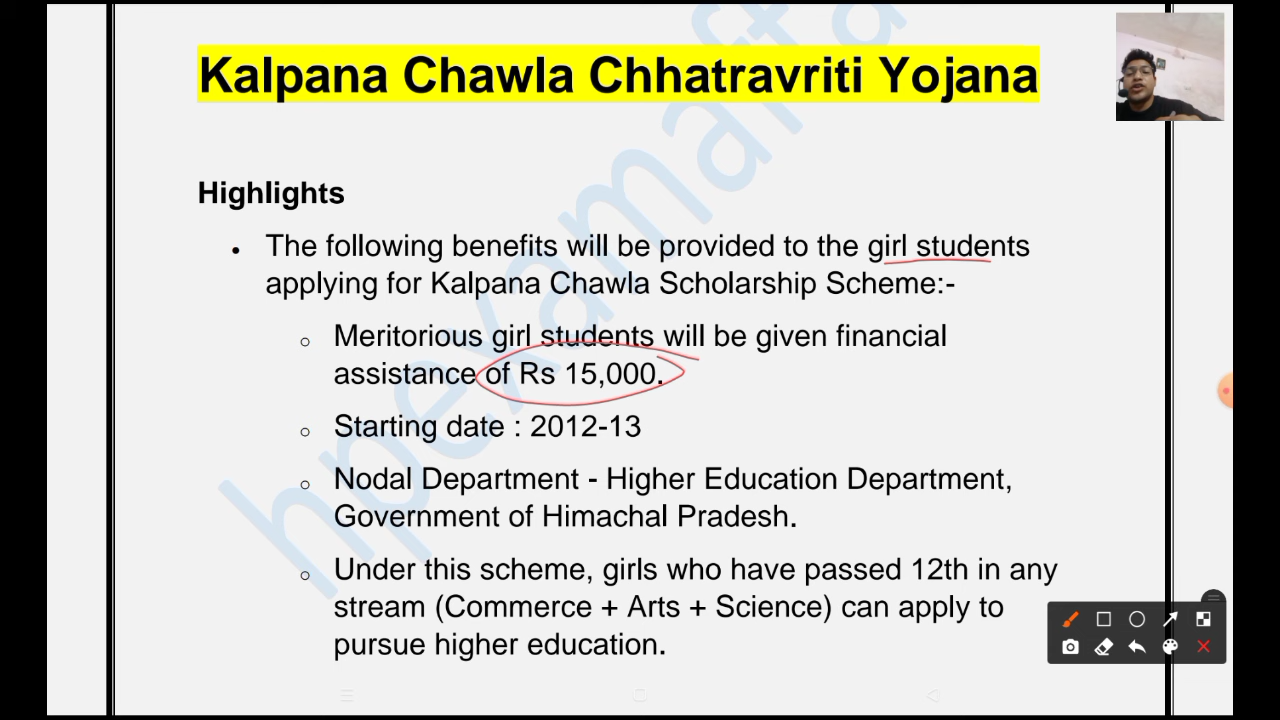 Kalpana Chawla Chhatravriti Yojana
Highlights
• The following benefits will be provided to the girl students
applying for Kalpana Chawla Scholarship Scheme:-
o Meritorious girl students will be given financial
assistance of Rs 15,000.
o Starting date : 2012-13
o Nodal Department - Higher Education Department,
Government of Himachal Pradesh.
o Under this scheme, girls who have passed 12th in any
stream (Commerce + Arts + Science) can apply to
pursue higher education.